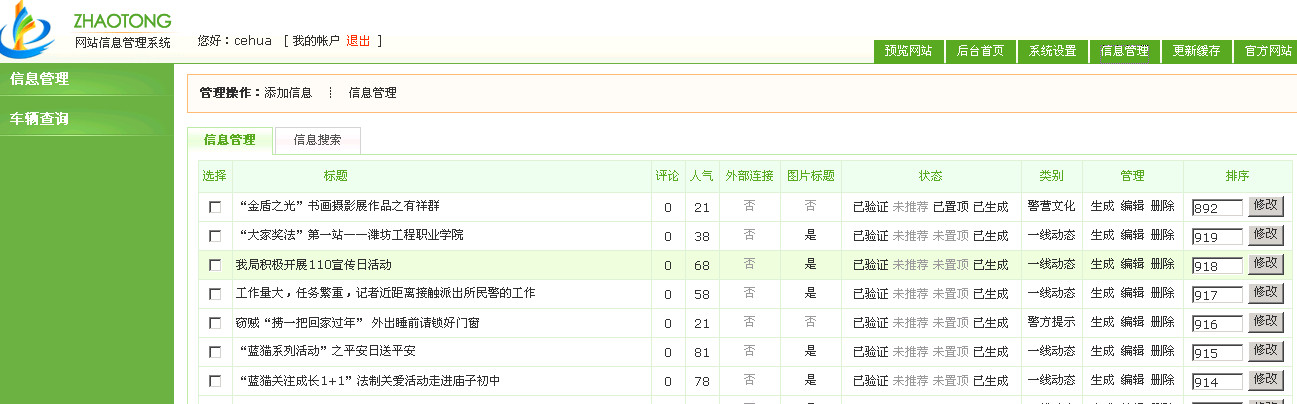 ZHAOTONG
网站信息管理系统
您好：cehua [ 我的帐户 退出 ]
预览网站 后台首页 系统设置 信息管理 更新缓存 官方网站
信息管理
车辆查询
管理操作：添加信息 ┊ 信息管理
信息管理 信息搜索
选择 标题 评论 人气 外部连接 图片标题 状态 类别 管理 排序
“金盾之光”书画摄影展作品之有祥群 0 21 否 否 已验证 未推荐 已置顶 已生成 警营文化 生成 编辑 删除 892 修改
“大家奖法”第一站——潍坊工程职业学院 0 38 否 是 已验证 未推荐 未置顶 已生成 一线动态 生成 编辑 删除 919 修改
我局积极开展110宣传日活动 0 68 否 是 已验证 未推荐 未置顶 已生成 一线动态 生成 编辑 删除 918 修改
工作量大，任务繁重，记者近距离接触派出所民警的工作 0 58 否 是 已验证 未推荐 未置顶 已生成 一线动态 生成 编辑 删除 917 修改
窃贼“捞一把回家过年” 外出睡前请锁好门窗 0 21 否 否 已验证 未推荐 未置顶 已生成 警方提示 生成 编辑 删除 916 修改
“蓝猫系列活动”之平安日送平安 0 81 否 是 已验证 未推荐 未置顶 已生成 一线动态 生成 编辑 删除 915 修改
“蓝猫关注成长1+1”法制关爱活动走进庙子初中 0 78 否 是 已验证 未推荐 未置顶 已生成 一线动态 生成 编辑 删除 914 修改